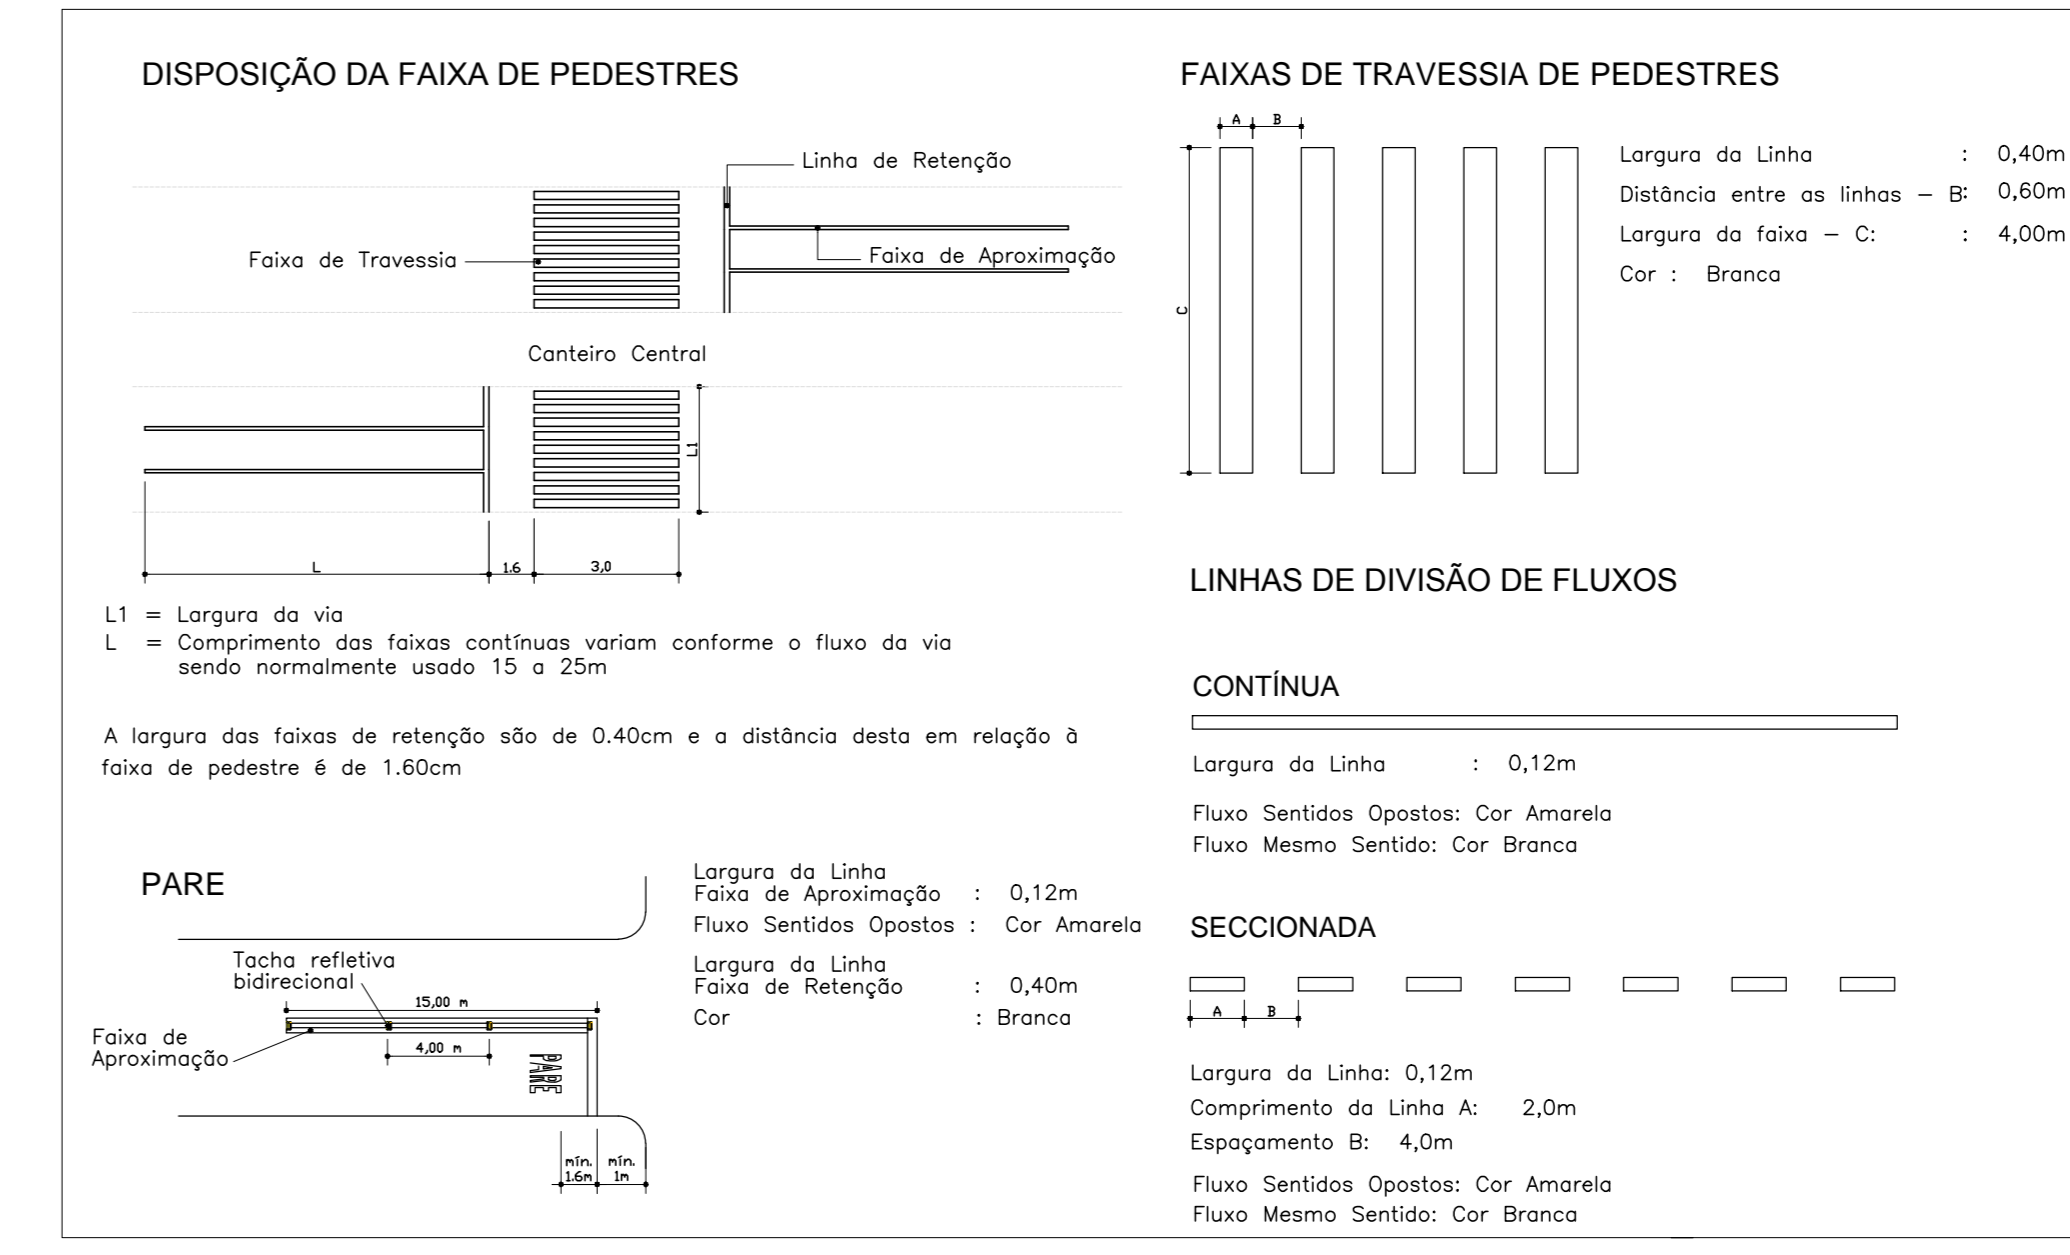 DISPOSIÇÃO DA FAIXA DE PEDESTRES
Linha de Retenção
Faixa de Travessia
Faixa de Aproximação
Canteiro Central
L1
L
1.6
3,0
L1 = Largura da via
L = Comprimento das faixas contínuas variam conforme o fluxo da via
sendo normalmente usado 15 a 25m
A largura das faixas de retenção são de 0.40cm e a distância desta em relação à
faixa de pedestre é de 1.60cm
PARE
Tacha refletiva
bidirecional
15,00 m
Faixa de
Aproximação
4,00 m
PARE
mín.
1.6m
mín.
1m
Largura da Linha
Faixa de Aproximação : 0,12m
Fluxo Sentidos Opostos : Cor Amarela
Largura da Linha
Faixa de Retenção : 0,40m
Cor : Branca
FAIXAS DE TRAVESSIA DE PEDESTRES
A
B
C
Largura da Linha : 0,40m
Distância entre as linhas – B: 0,60m
Largura da faixa – C: : 4,00m
Cor : Branca
LINHAS DE DIVISÃO DE FLUXOS
CONTÍNUA
Largura da Linha : 0,12m
Fluxo Sentidos Opostos: Cor Amarela
Fluxo Mesmo Sentido: Cor Branca
SECCIONADA
A
B
Largura da Linha: 0,12m
Comprimento da Linha A: 2,0m
Espaçamento B: 4,0m
Fluxo Sentidos Opostos: Cor Amarela
Fluxo Mesmo Sentido: Cor Branca